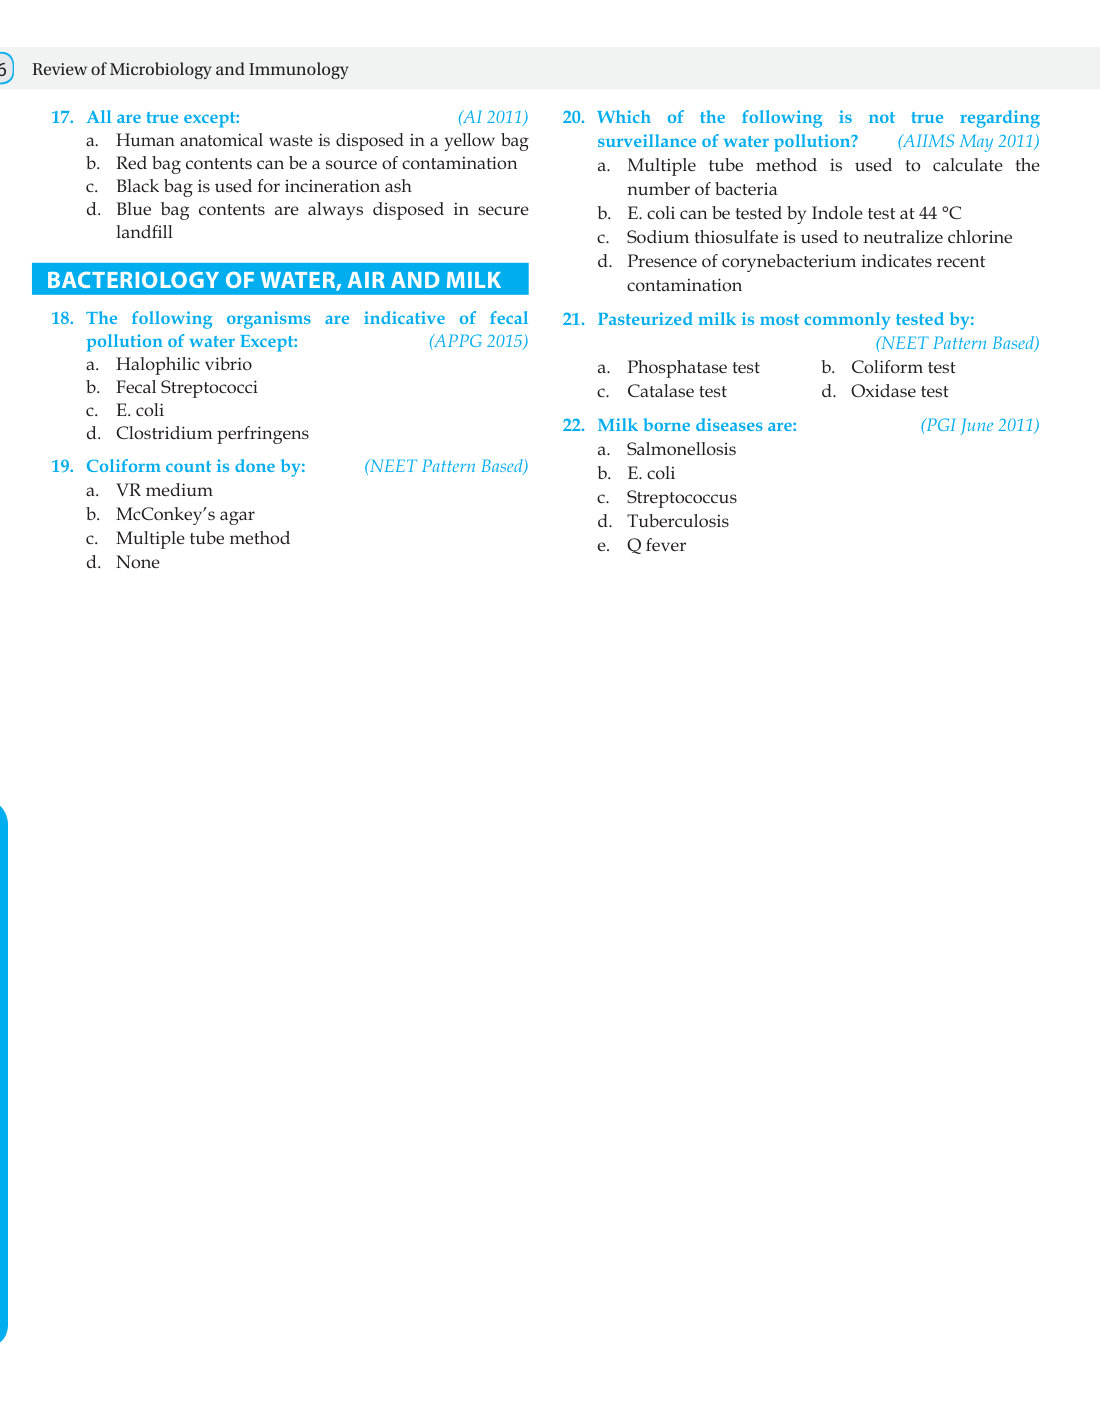 6
Review of Microbiology and Immunology
17. All are true except: (AI 2011)
a. Human anatomical waste is disposed in a yellow bag
b. Red bag contents can be a source of contamination
c. Black bag is used for incineration ash
d. Blue bag contents are always disposed in secure
landfill
BACTERIOLOGY OF WATER, AIR AND MILK
18. The following organisms are indicative of fecal
pollution of water Except: (APPG 2015)
a. Halophilic vibrio
b. Fecal Streptococci
c. E. coli
d. Clostridium perfringens
19. Coliform count is done by: (NEET Pattern Based)
a. VR medium
b. McConkey’s agar
c. Multiple tube method
d. None
20. Which of the following is not true regarding
surveillance of water pollution? (AIIMS May 2011)
a. Multiple tube method is used to calculate the
number of bacteria
b. E. coli can be tested by Indole test at 44 °C
c. Sodium thiosulfate is used to neutralize chlorine
d. Presence of corynebacterium indicates recent
contamination
21. Pasteurized milk is most commonly tested by:
(NEET Pattern Based)
a. Phosphatase test b. Coliform test
c. Catalase test d. Oxidase test
22. Milk borne diseases are: (PGI June 2011)
a. Salmonellosis
b. E. coli
c. Streptococcus
d. Tuberculosis
e. Q fever